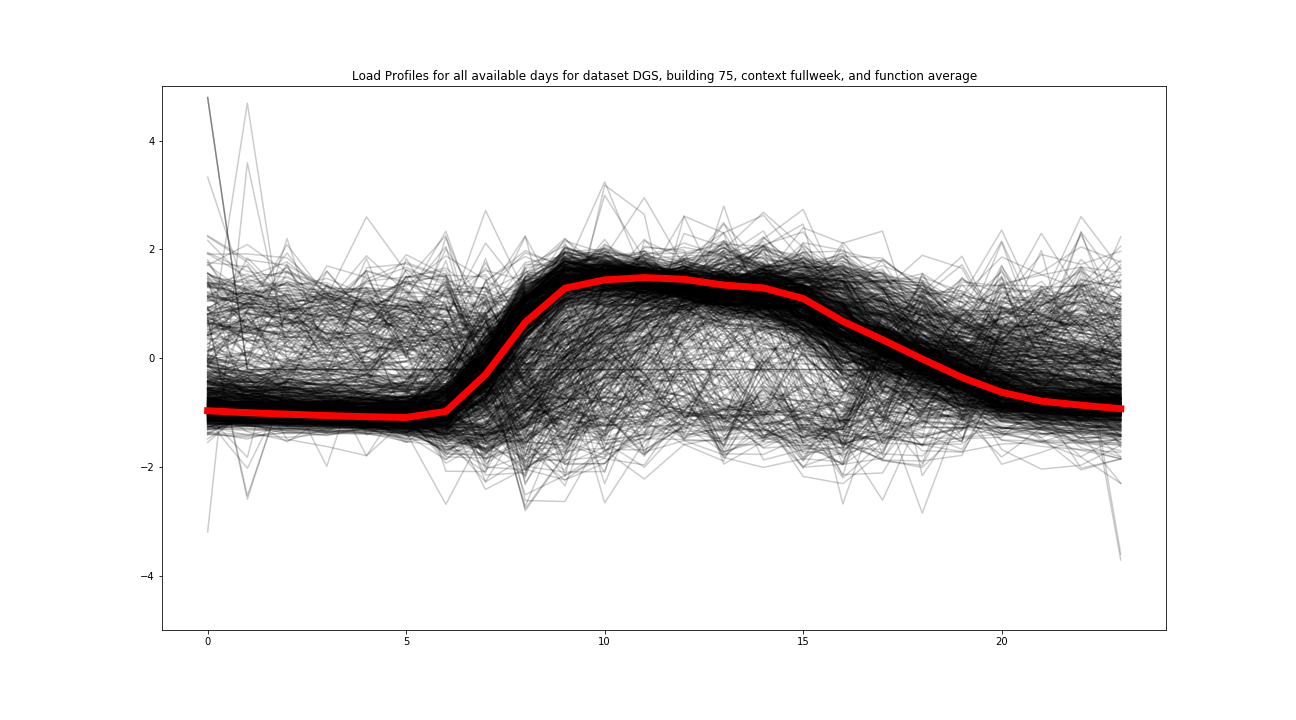 Load Profiles for all available days for dataset DGS, building 75, context fullweek, and function average
4
2
0
−2
−4
0 5 10 15 20